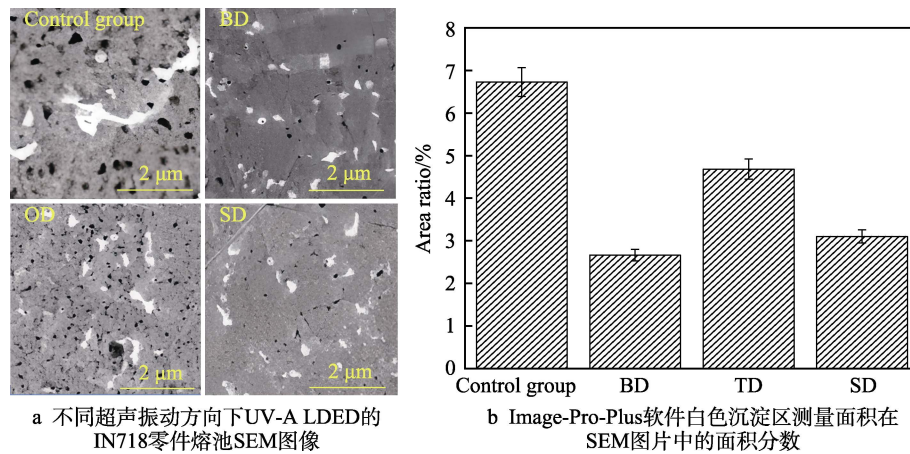 Control group
BD
2 μm
2 μm
OD
SD
2 μm
2 μm
a 不同超声振动方向下UV-A LDED的
IN718零件熔池SEM图像
Area ratio/%
8
7
6
5
4
3
2
1
0
Control group BD TD SD
b Image-Pro-Plus软件白色沉淀区测量面积在
SEM图片中的面积分数